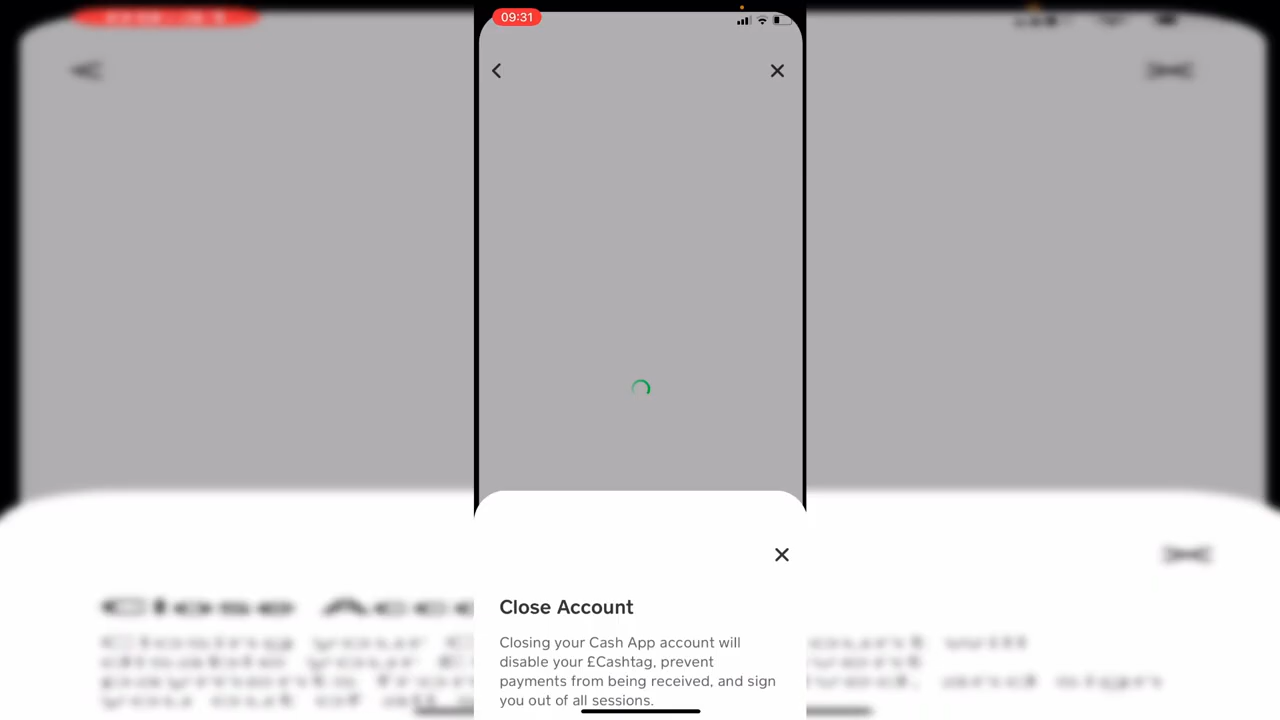 09:31
Close Account
Closing your Cash App account will
disable your £Cashtag, prevent
payments from being received, and sign
you out of all sessions.